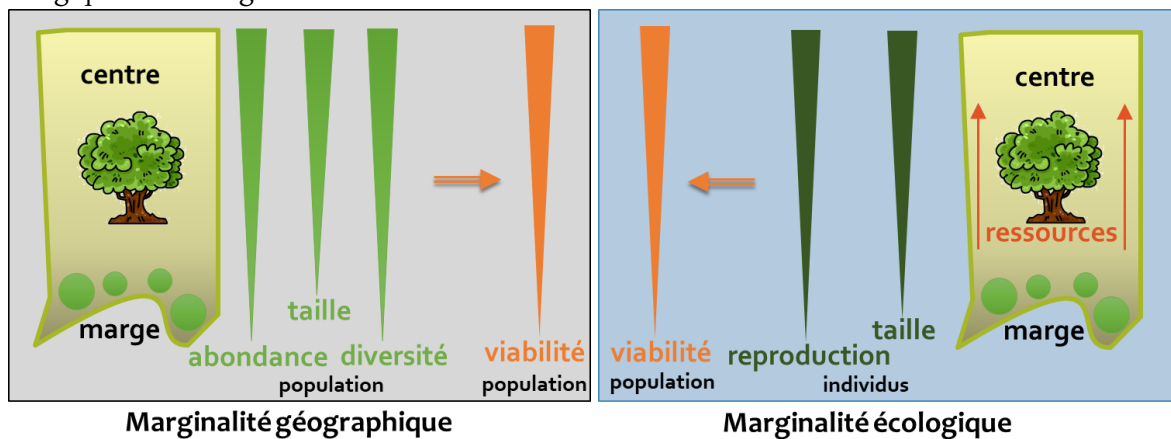 centre
marge
taille
abondance diversité
population
viabilité
population
viabilité
population
taille
reproduction
individus
centre
ressources
marge
Marginalité géographique
Marginalité écologique